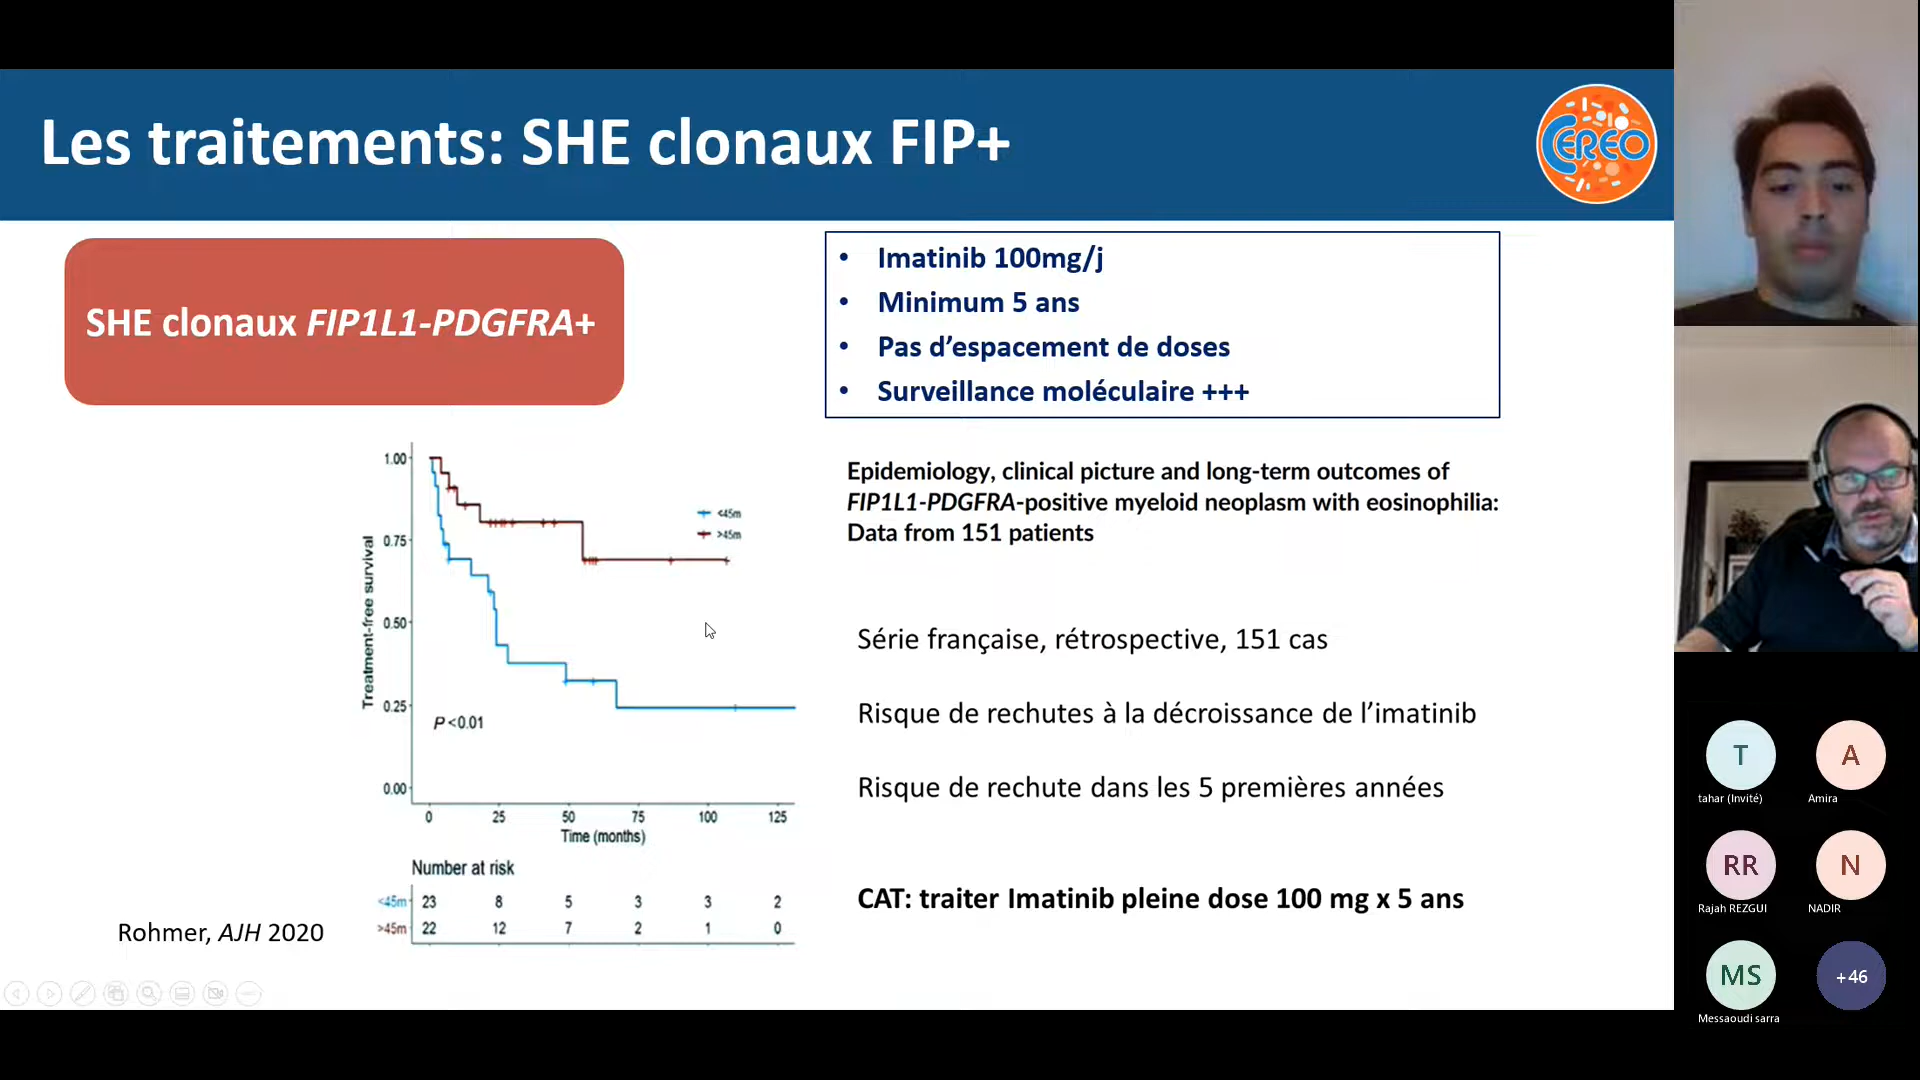 Les traitements: SHE clonaux FIP+
CEREO
SHE clonaux FIP1L1-PDGFRA+
• Imatinib 100mg/j
• Minimum 5 ans
• Pas d’espacement de doses
• Surveillance moléculaire +++
Epidemiology, clinical picture and long-term outcomes of
FIP1L1-PDGFRA-positive myeloid neoplasm with eosinophilia:
Data from 151 patients
Série française, rétrospective, 151 cas
Risque de rechutes à la décroissance de l’imatinib
Risque de rechute dans les 5 premières années
CAT: traiter Imatinib pleine dose 100 mg x 5 ans
Treatment-free survival
1.00
0.75
0.50
0.25
0.00
<45m
>45m
P<0.01
0 25 50 75 100 125
Time (months)
Number at risk
<45m 23 8 5 3 3 2
>45m 22 12 7 2 1 0
Rohmer, AJH 2020
T
tahar (Invité)
A
Amira
RR
Rajah REZGUI
N
NADIR
MS
Messaoudi sarra
+46